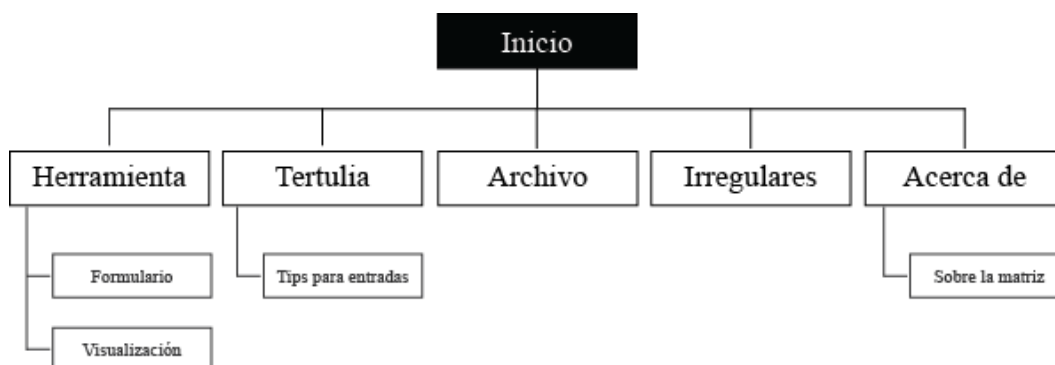 Inicio
Herramienta
Tertulia
Archivo
Irregulares
Acerca de
Formulario
Tips para entradas
Sobre la matriz
Visualización